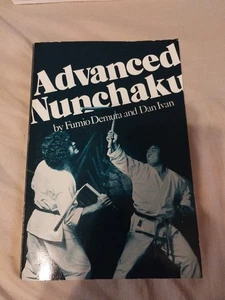 Advanced
Nunchaku
by Fumio Demura and Dan Ivan